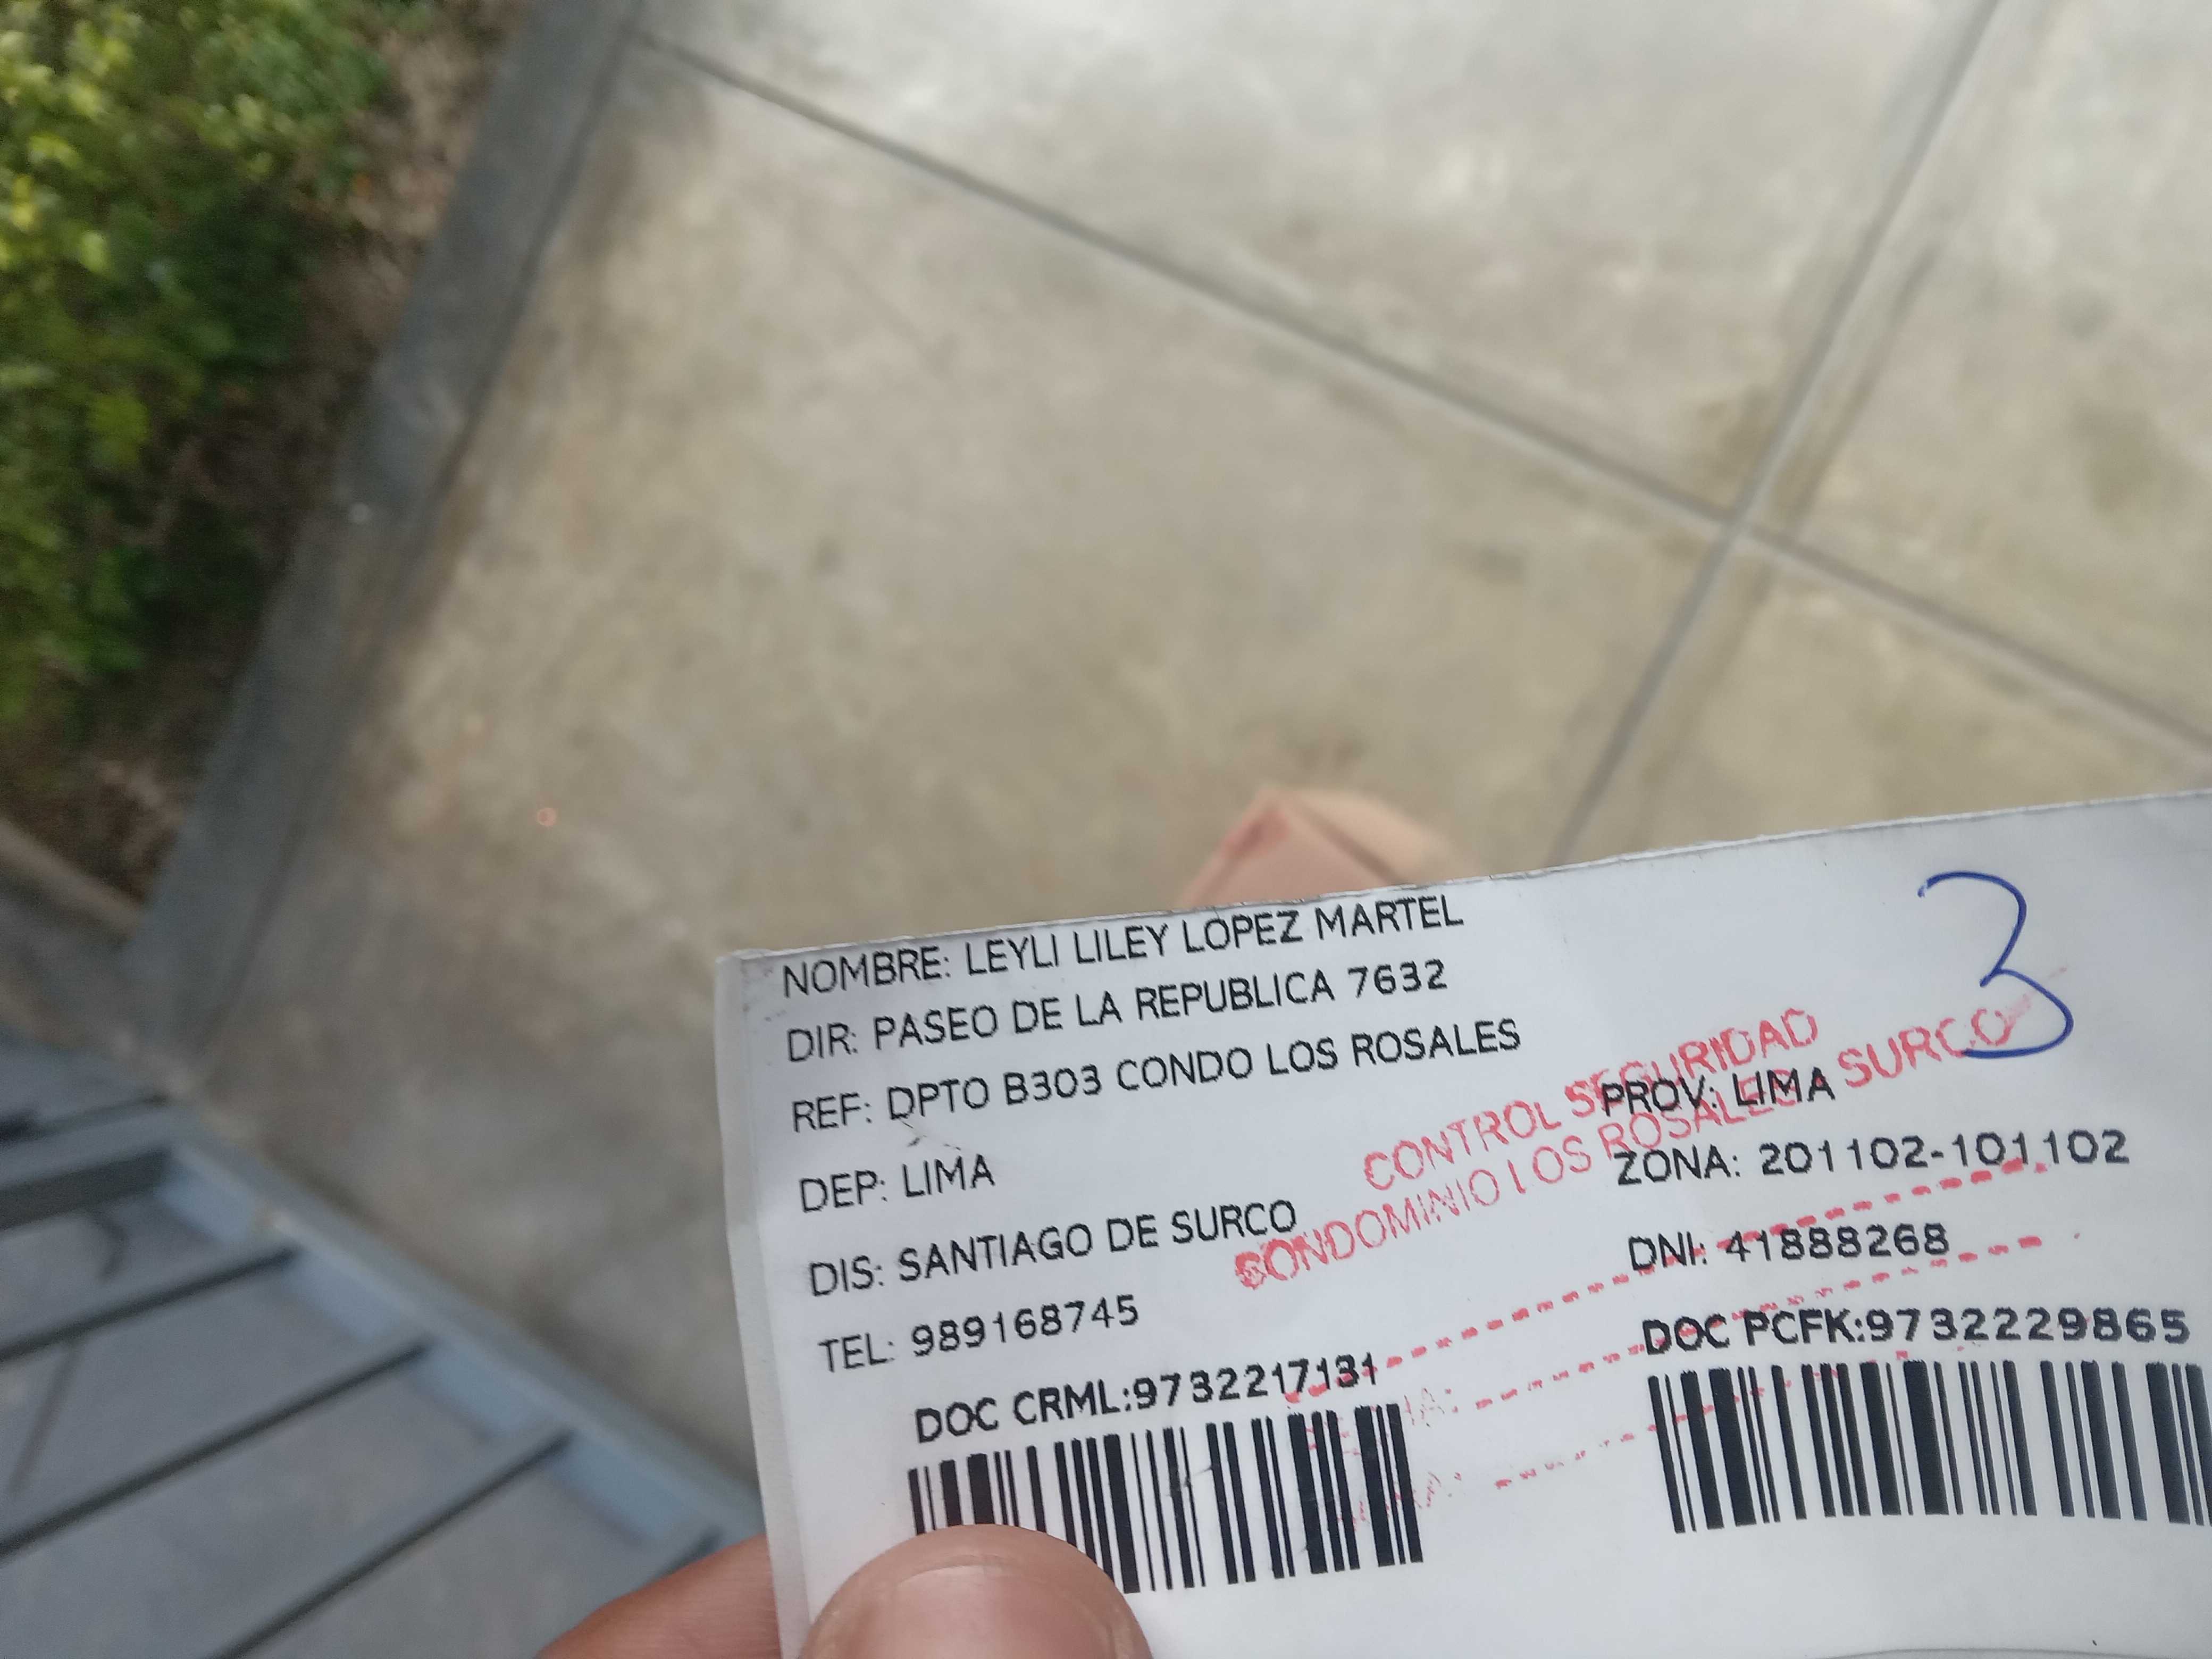 NOMBRE: LEYLI LILEY LOPEZ MARTEL
DIR: PASEO DE LA REPUBLICA 7632
REF: DPTO B303 CONDO LOS ROSALES
DEP: LIMA
PROV: LIMA
DIS: SANTIAGO DE SURCO
ZONA: 201102-101102
TEL: 989168745
DNI: 41888268
DOC CRML:9732217131
DOC PCFK:9732229865
3
CONTROL SEGURIDAD
CONDOMINIO LOS ROSALES SURCO